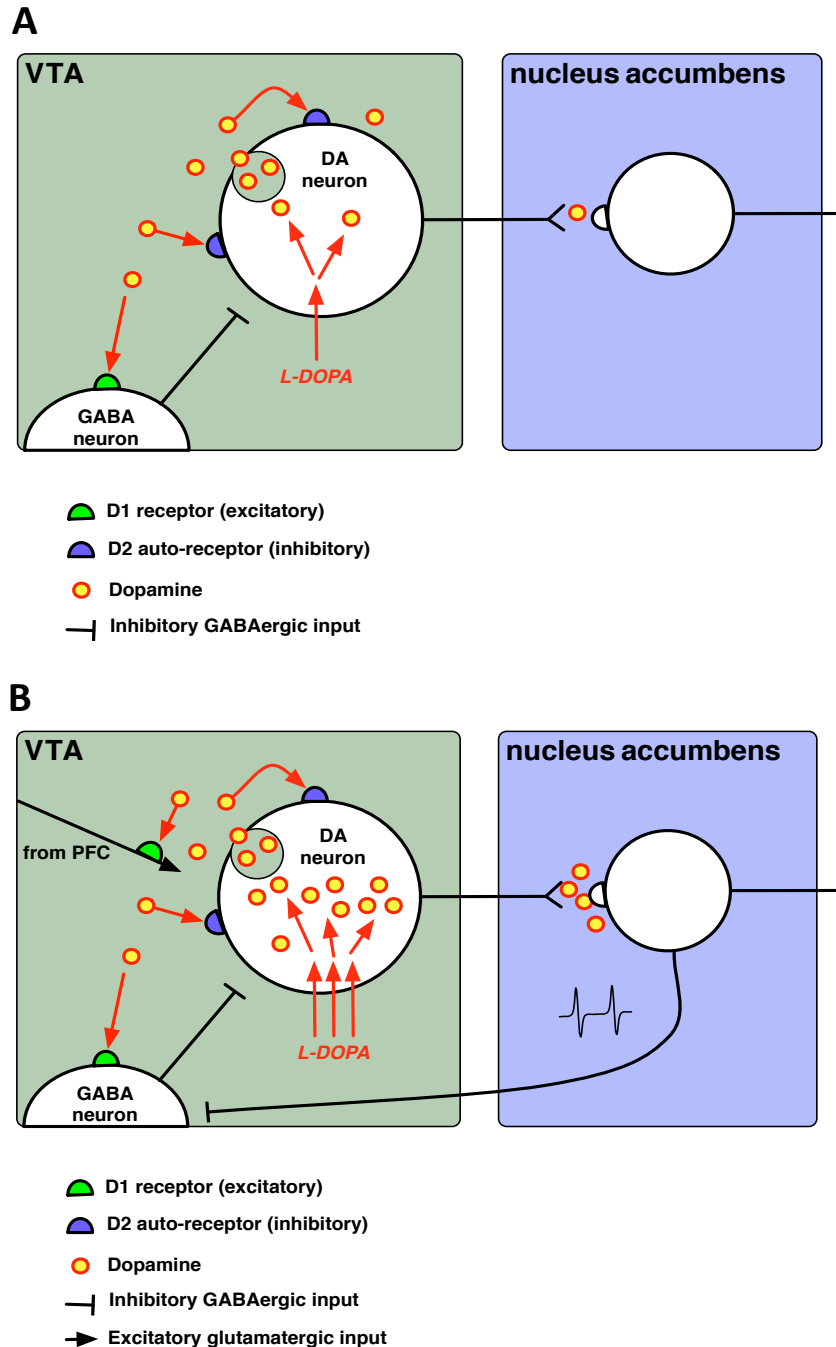 A
VTA
nucleus accumbens
DA
neuron
L-DOPA
GABA
neuron
D1 receptor (excitatory)
D2 auto-receptor (inhibitory)
Dopamine
Inhibitory GABAergic input
B
VTA
nucleus accumbens
from PFC
DA
neuron
L-DOPA
GABA
neuron
D1 receptor (excitatory)
D2 auto-receptor (inhibitory)
Dopamine
Inhibitory GABAergic input
Excitatory glutamatergic input